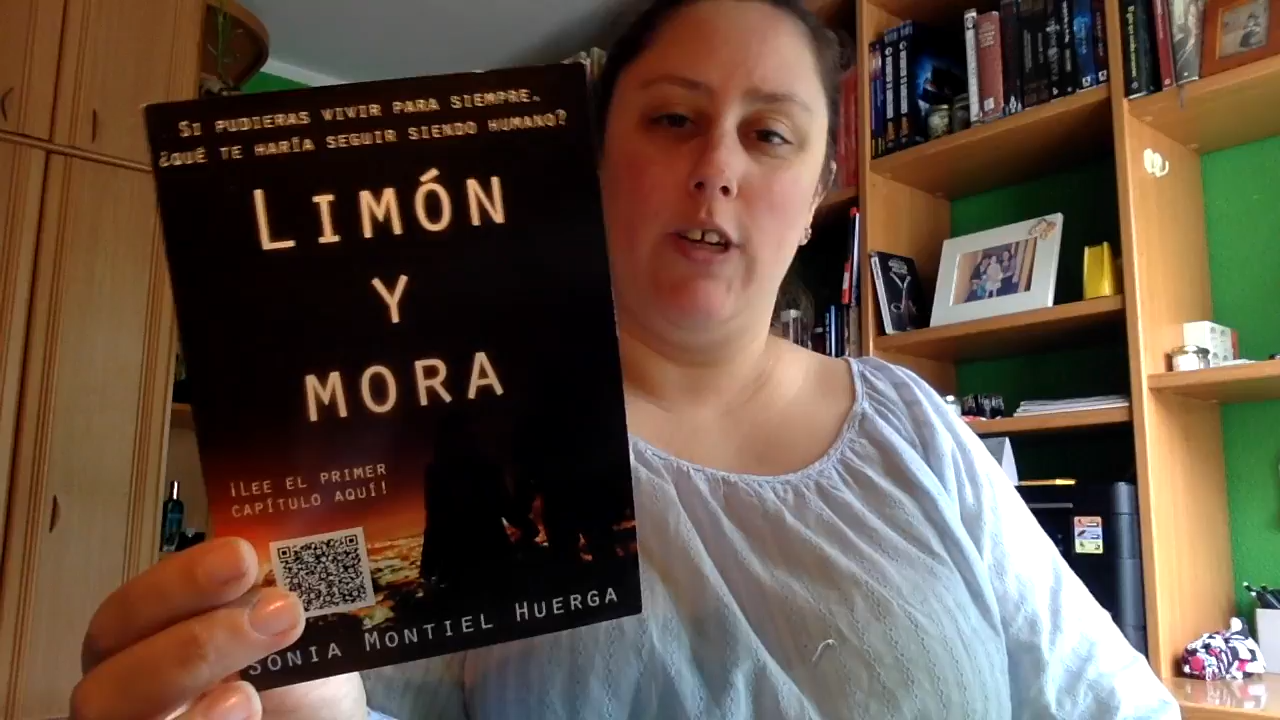 Si pudieras vivir para siempre,
¿qué te haría seguir siendo humano?
Limón
y
mora
¡Lee el primer
capítulo aquí!
Sonia Montiel Huerga